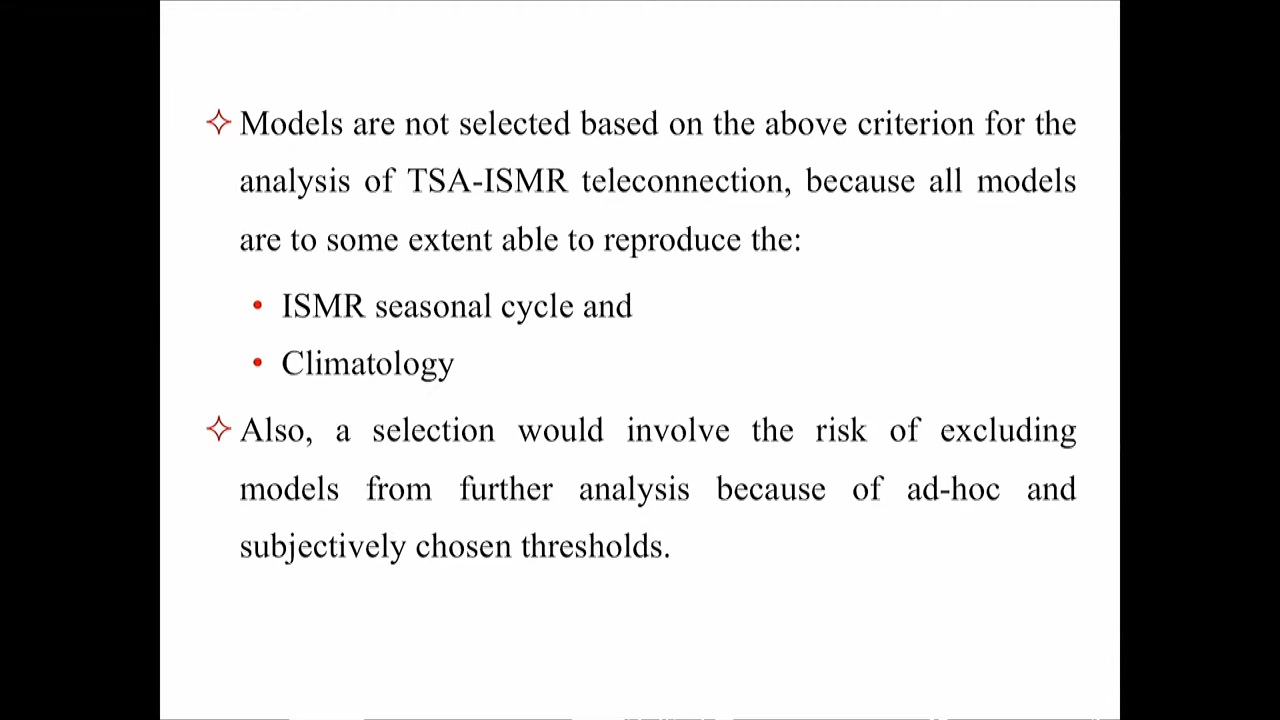 ✧ Models are not selected based on the above criterion for the
analysis of TSA-ISMR teleconnection, because all models
are to some extent able to reproduce the:
• ISMR seasonal cycle and
• Climatology
✧ Also, a selection would involve the risk of excluding
models from further analysis because of ad-hoc and
subjectively chosen thresholds.